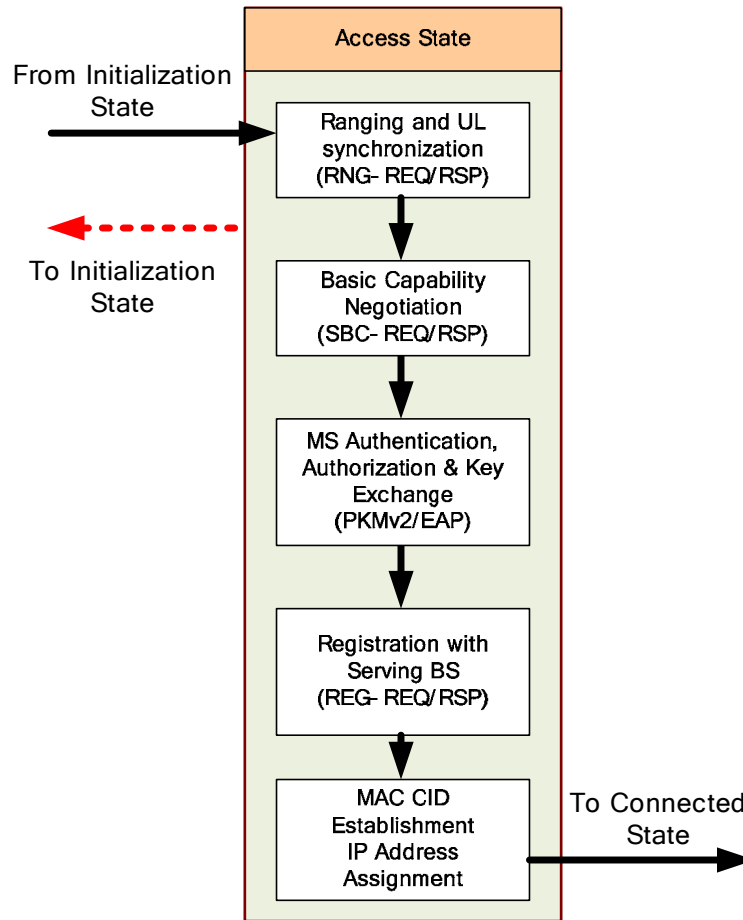 Access State
From Initialization
State
Ranging and UL
synchronization
(RNG- REQ/RSP)
To Initialization
State
Basic Capability
Negotiation
(SBC- REQ/RSP)
MS Authentication,
Authorization & Key
Exchange
(PKMv2/EAP)
Registration with
Serving BS
(REG- REQ/RSP)
MAC CID
Establishment
IP Address
Assignment
To Connected
State